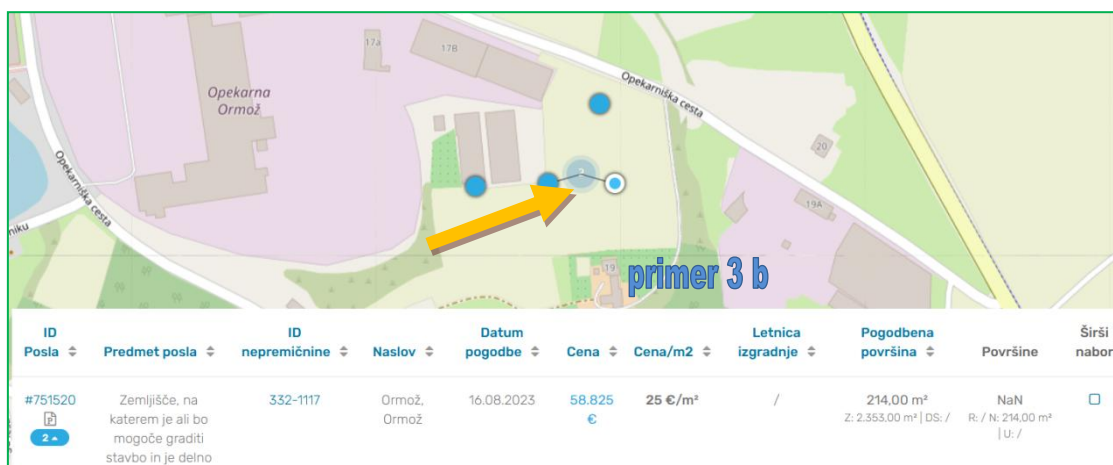 17a
17B
Opekarna
Ormož
Opekarniška cesta
Opekarniška cesta
20
19A
niku
19
primer 3 b
ID
Posla
Predmet posla
ID
nepremičnine
Naslov
Datum
pogodbe
Cena
Cena/m2
Letnica
izgradnje
Pogodbena
površina
Površine
Širši
nabor
#751520
2
Zemljišče, na
katerem je ali bo
mogoče graditi
stavbo in je delno
332-1117
Ormož,
Ormož
16.08.2023
58.825
€
25 €/m²
/
214,00 m²
Z: 2.353,00 m² | DS: /
NaN
R: / N: 214,00 m²
| U: /